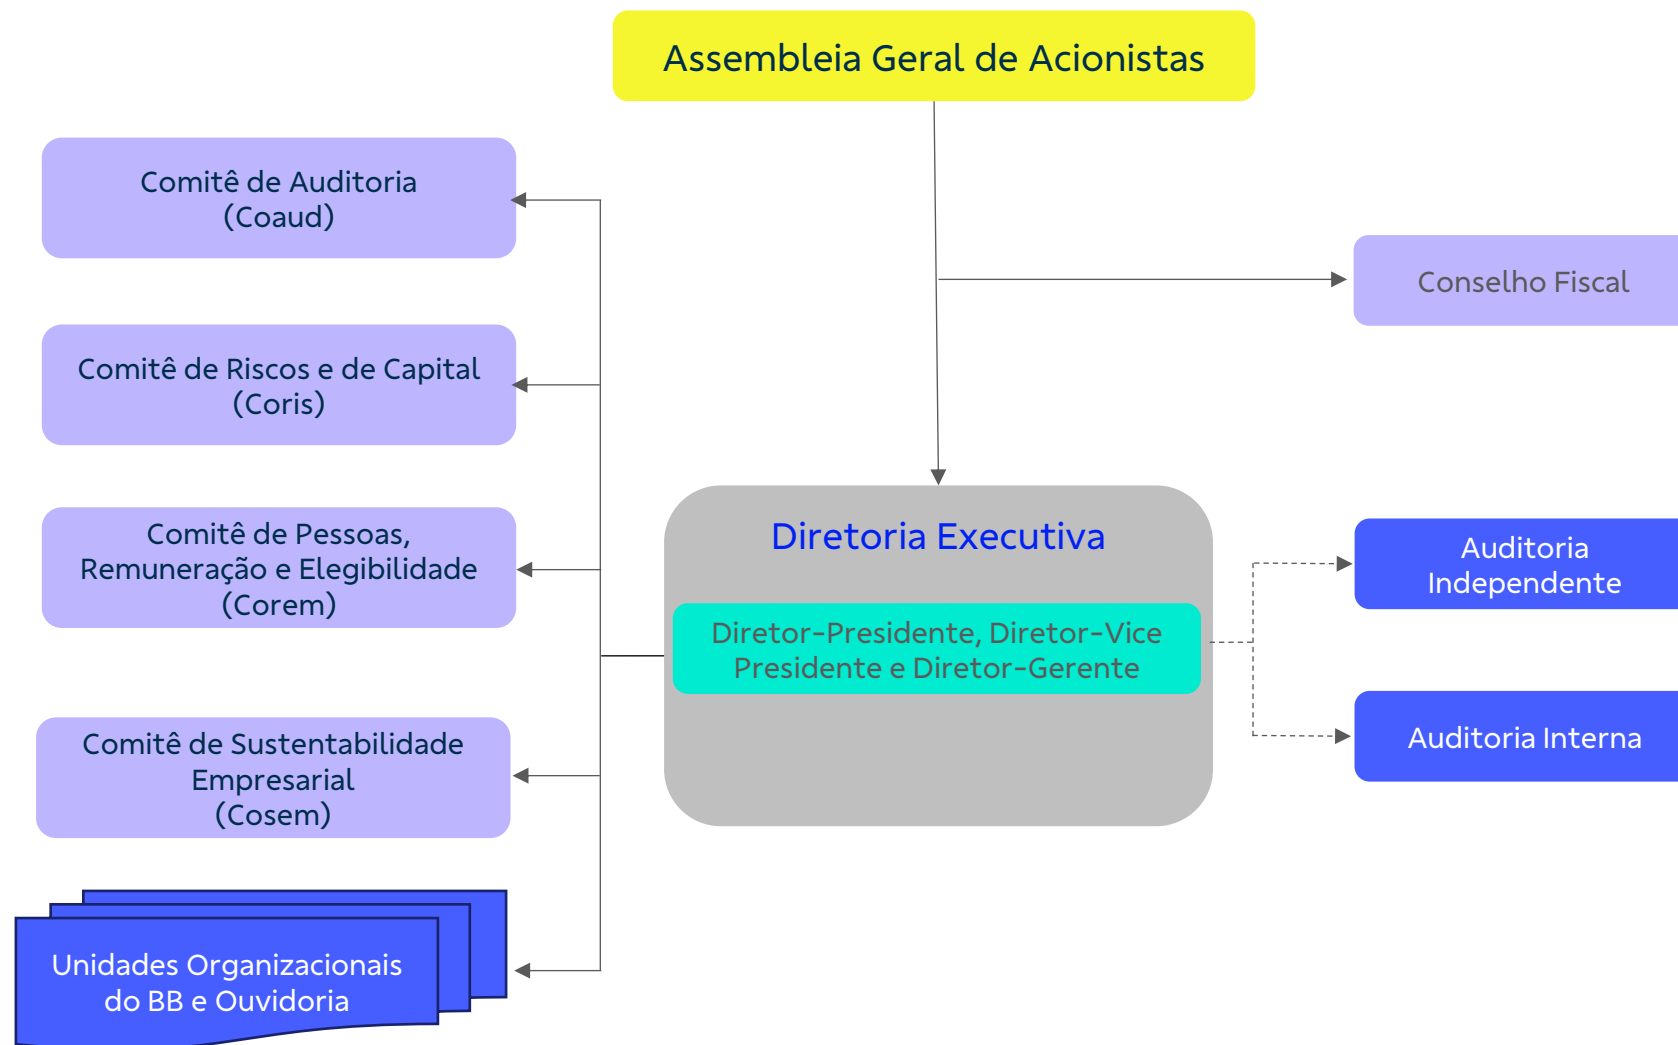 Assembleia Geral de Acionistas
Comitê de Auditoria
(Coaud)
Conselho Fiscal
Comitê de Riscos e de Capital
(Coris)
Comitê de Pessoas,
Remuneração e Elegibilidade
(Corem)
Diretoria Executiva
Diretor-Presidente, Diretor-Vice
Presidente e Diretor-Gerente
Auditoria
Independente
Auditoria Interna
Comitê de Sustentabilidade
Empresarial
(Cosem)
Unidades Organizacionais
do BB e Ouvidoria